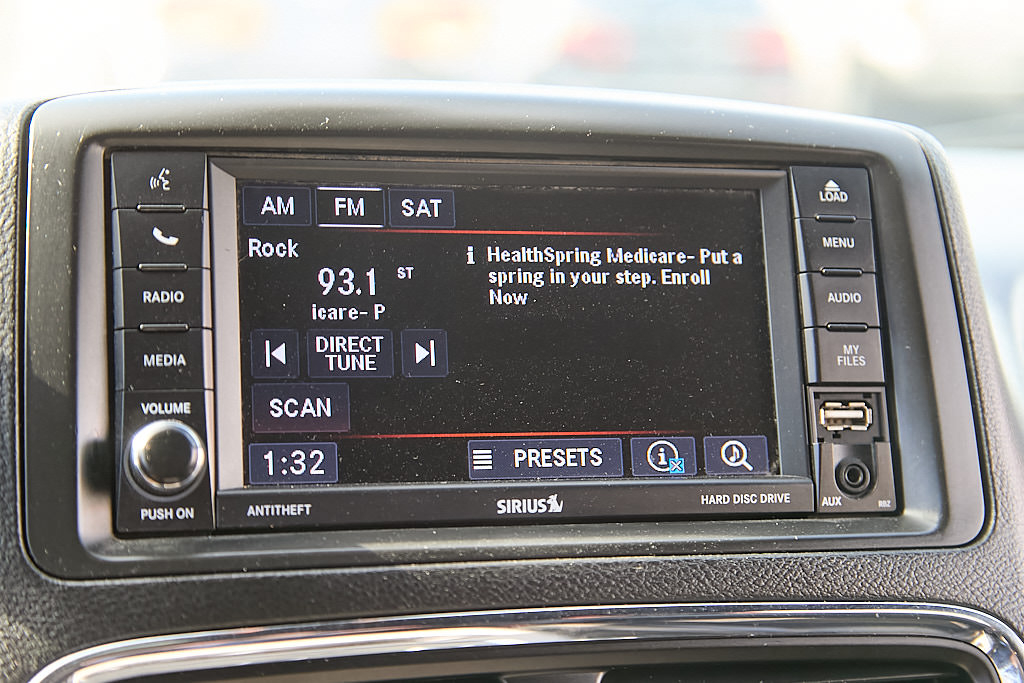 AM FM SAT
Rock
93.1 ST
icare- P
i HealthSpring Medicare- Put a
spring in your step. Enroll
Now
DIRECT
TUNE
SCAN
1:32
PRESETS
RADIO
MEDIA
VOLUME
PUSH ON
ANTITHEFT
SIRIUS
HARD DISC DRIVE
LOAD
MENU
AUDIO
MY
FILES
AUX
RBZ